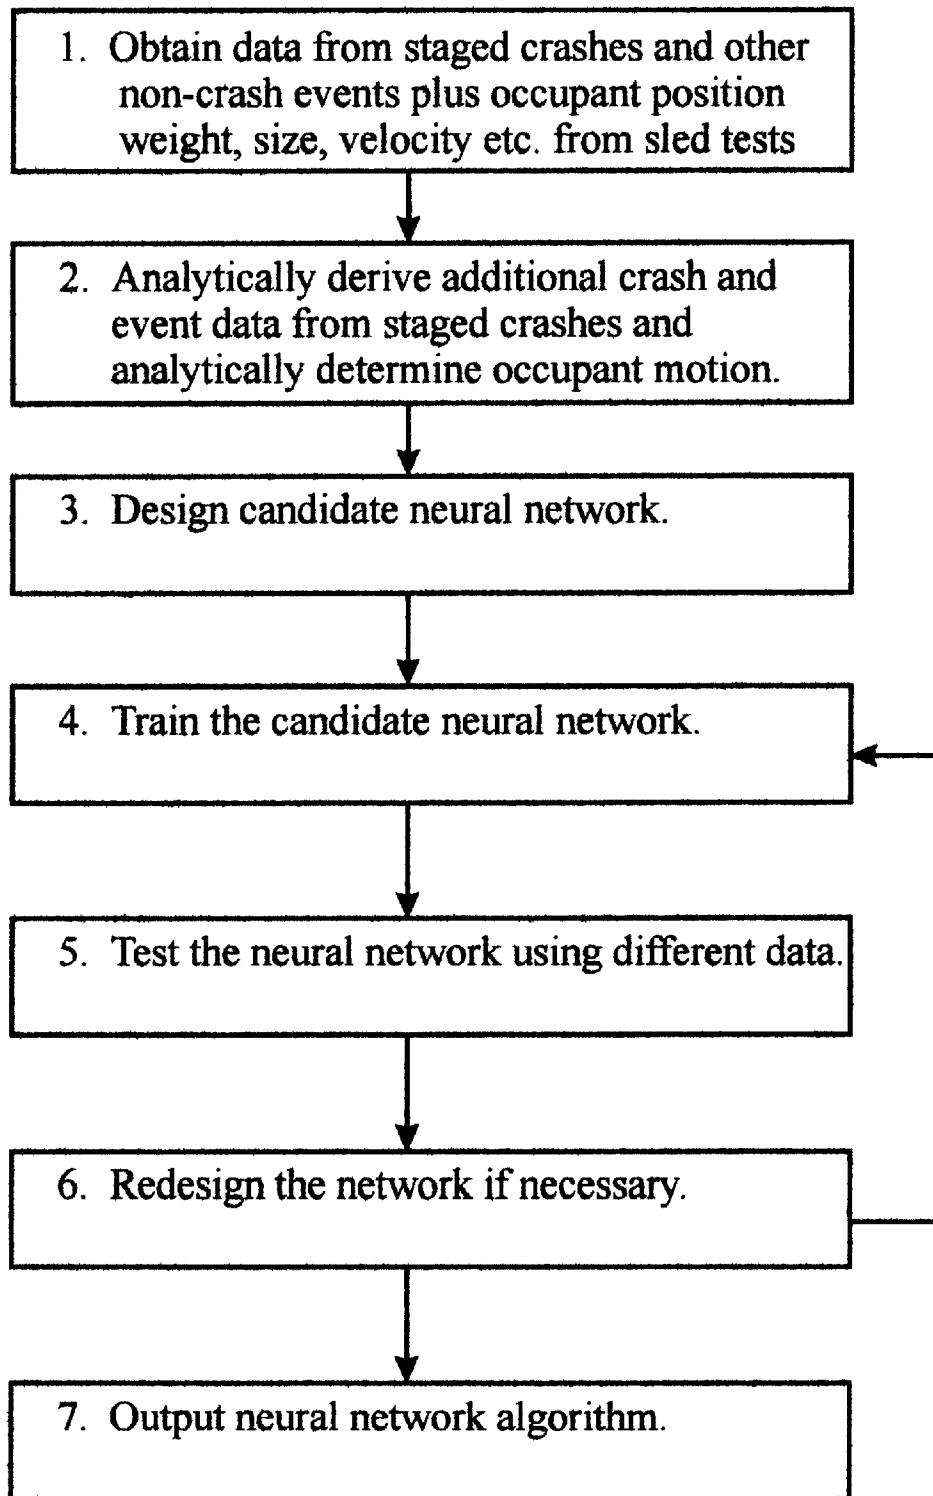 1. Obtain data from staged crashes and other
non-crash events plus occupant position
weight, size, velocity etc. from sled tests
2. Analytically derive additional crash and
event data from staged crashes and
analytically determine occupant motion.
3. Design candidate neural network.
4. Train the candidate neural network.
5. Test the neural network using different data.
6. Redesign the network if necessary.
7. Output neural network algorithm.